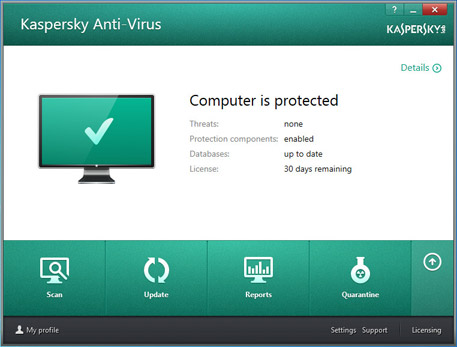 Kaspersky Anti-Virus
KASPERSKY lab
Details
Computer is protected
Threats: none
Protection components: enabled
Databases: up to date
License: 30 days remaining
Scan Update Reports Quarantine
My profile Settings Support Licensing